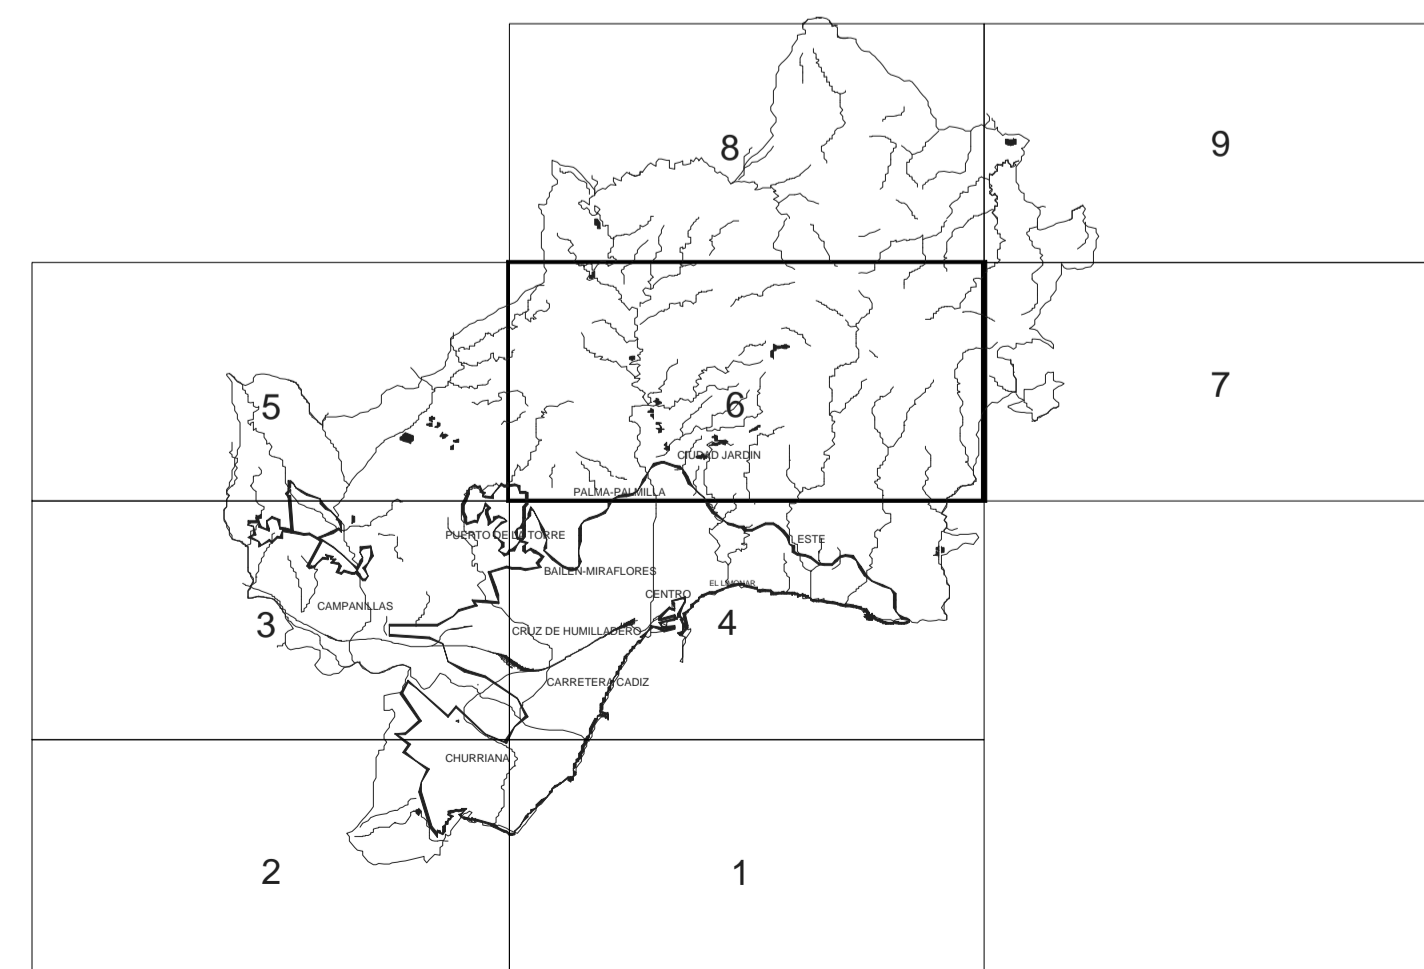 8
9
5
6
7
CIUDAD JARDIN
PALMA-PALMILLA
PUERTO DE LA TORRE
ESTE
BAILEN-MIRAFLORES
EL LIMONAR
CENTRO
CAMPANILLAS
3
4
CRUZ DE HUMILLADERO
CARRETERA CADIZ
CHURRIANA
2
1